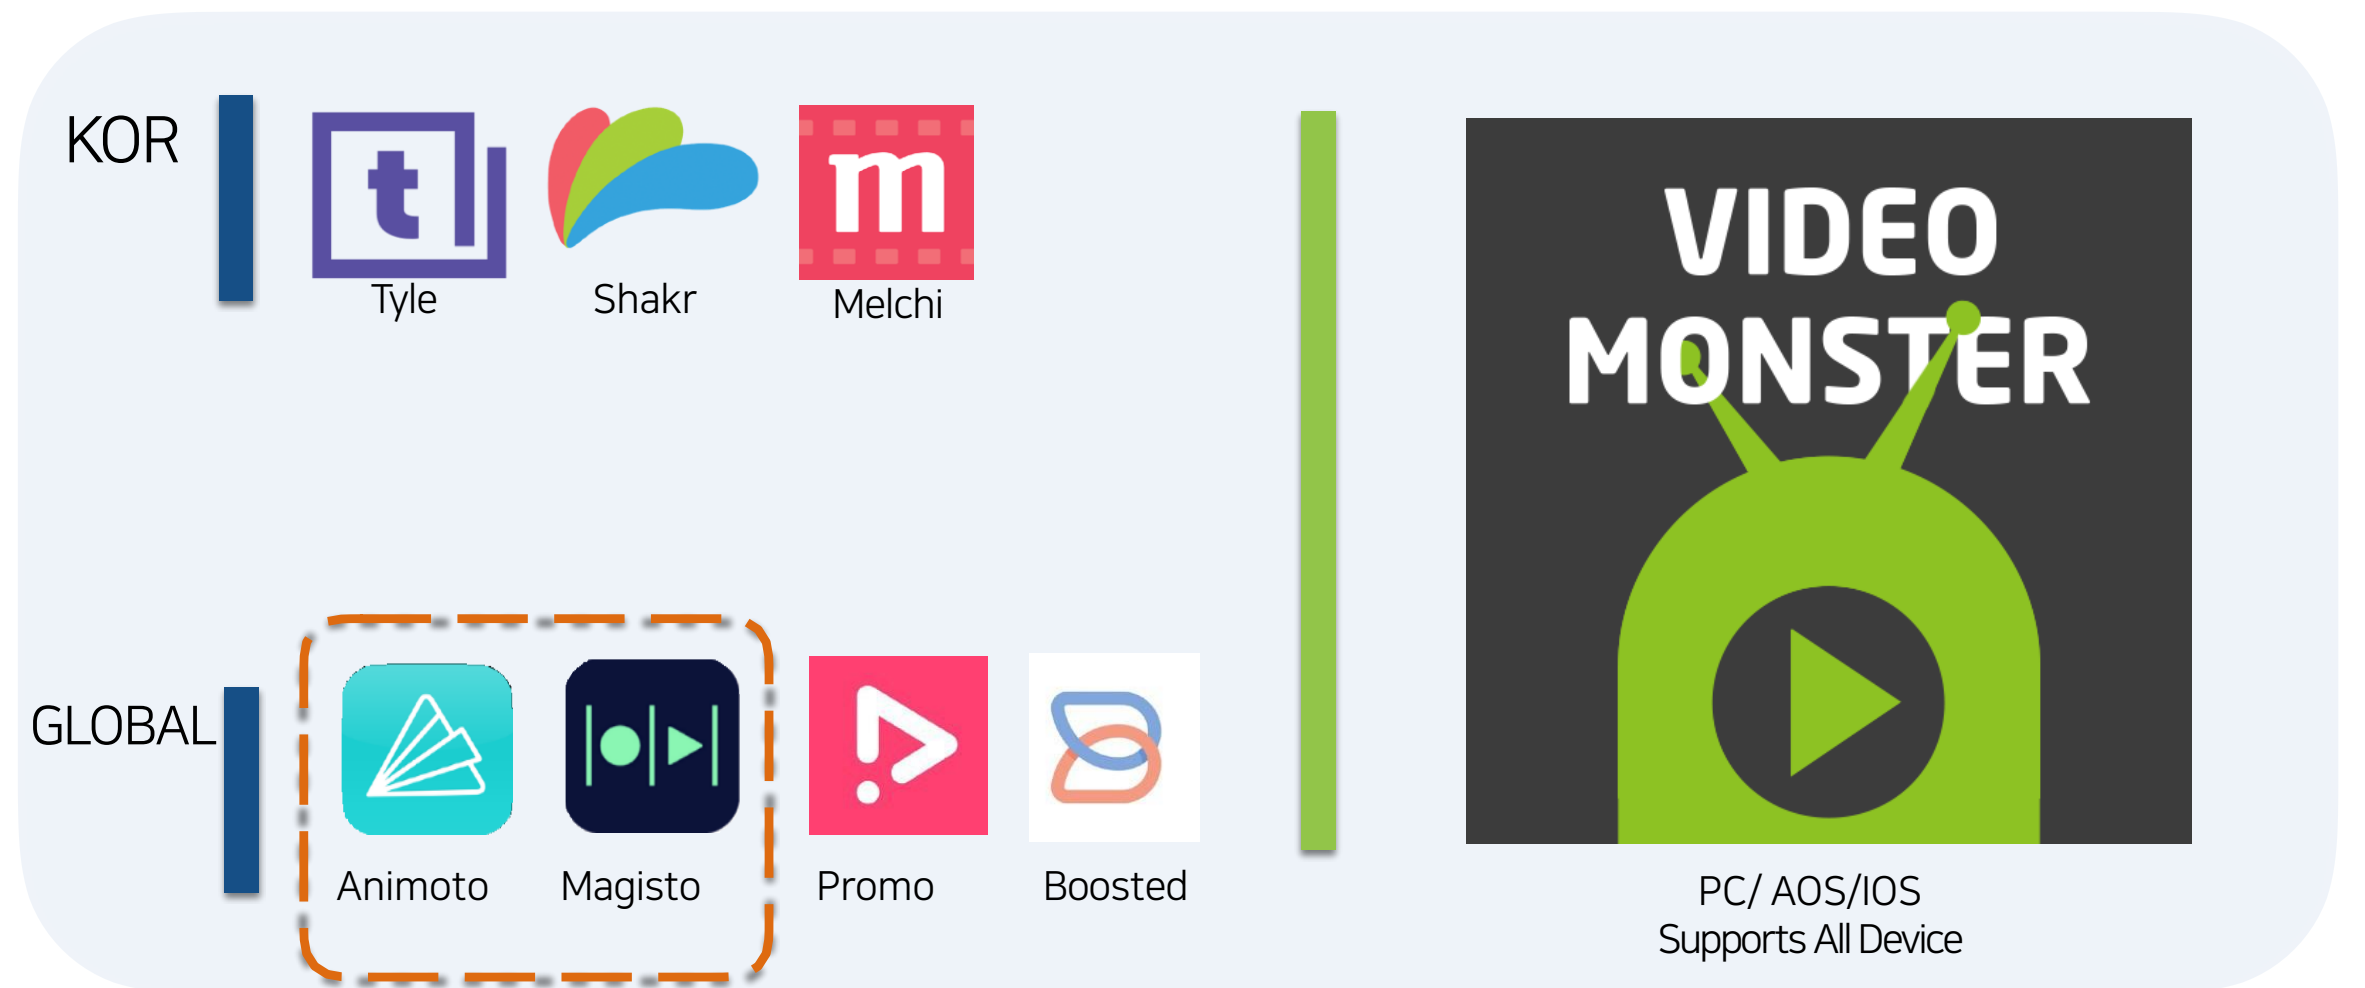 KOR
t
m
Tyle
Shakr
Melchi
GLOBAL
Animoto
Magisto
Promo
Boosted
VIDEO
MONSTER
PC/ AOS/IOS
Supports All Device